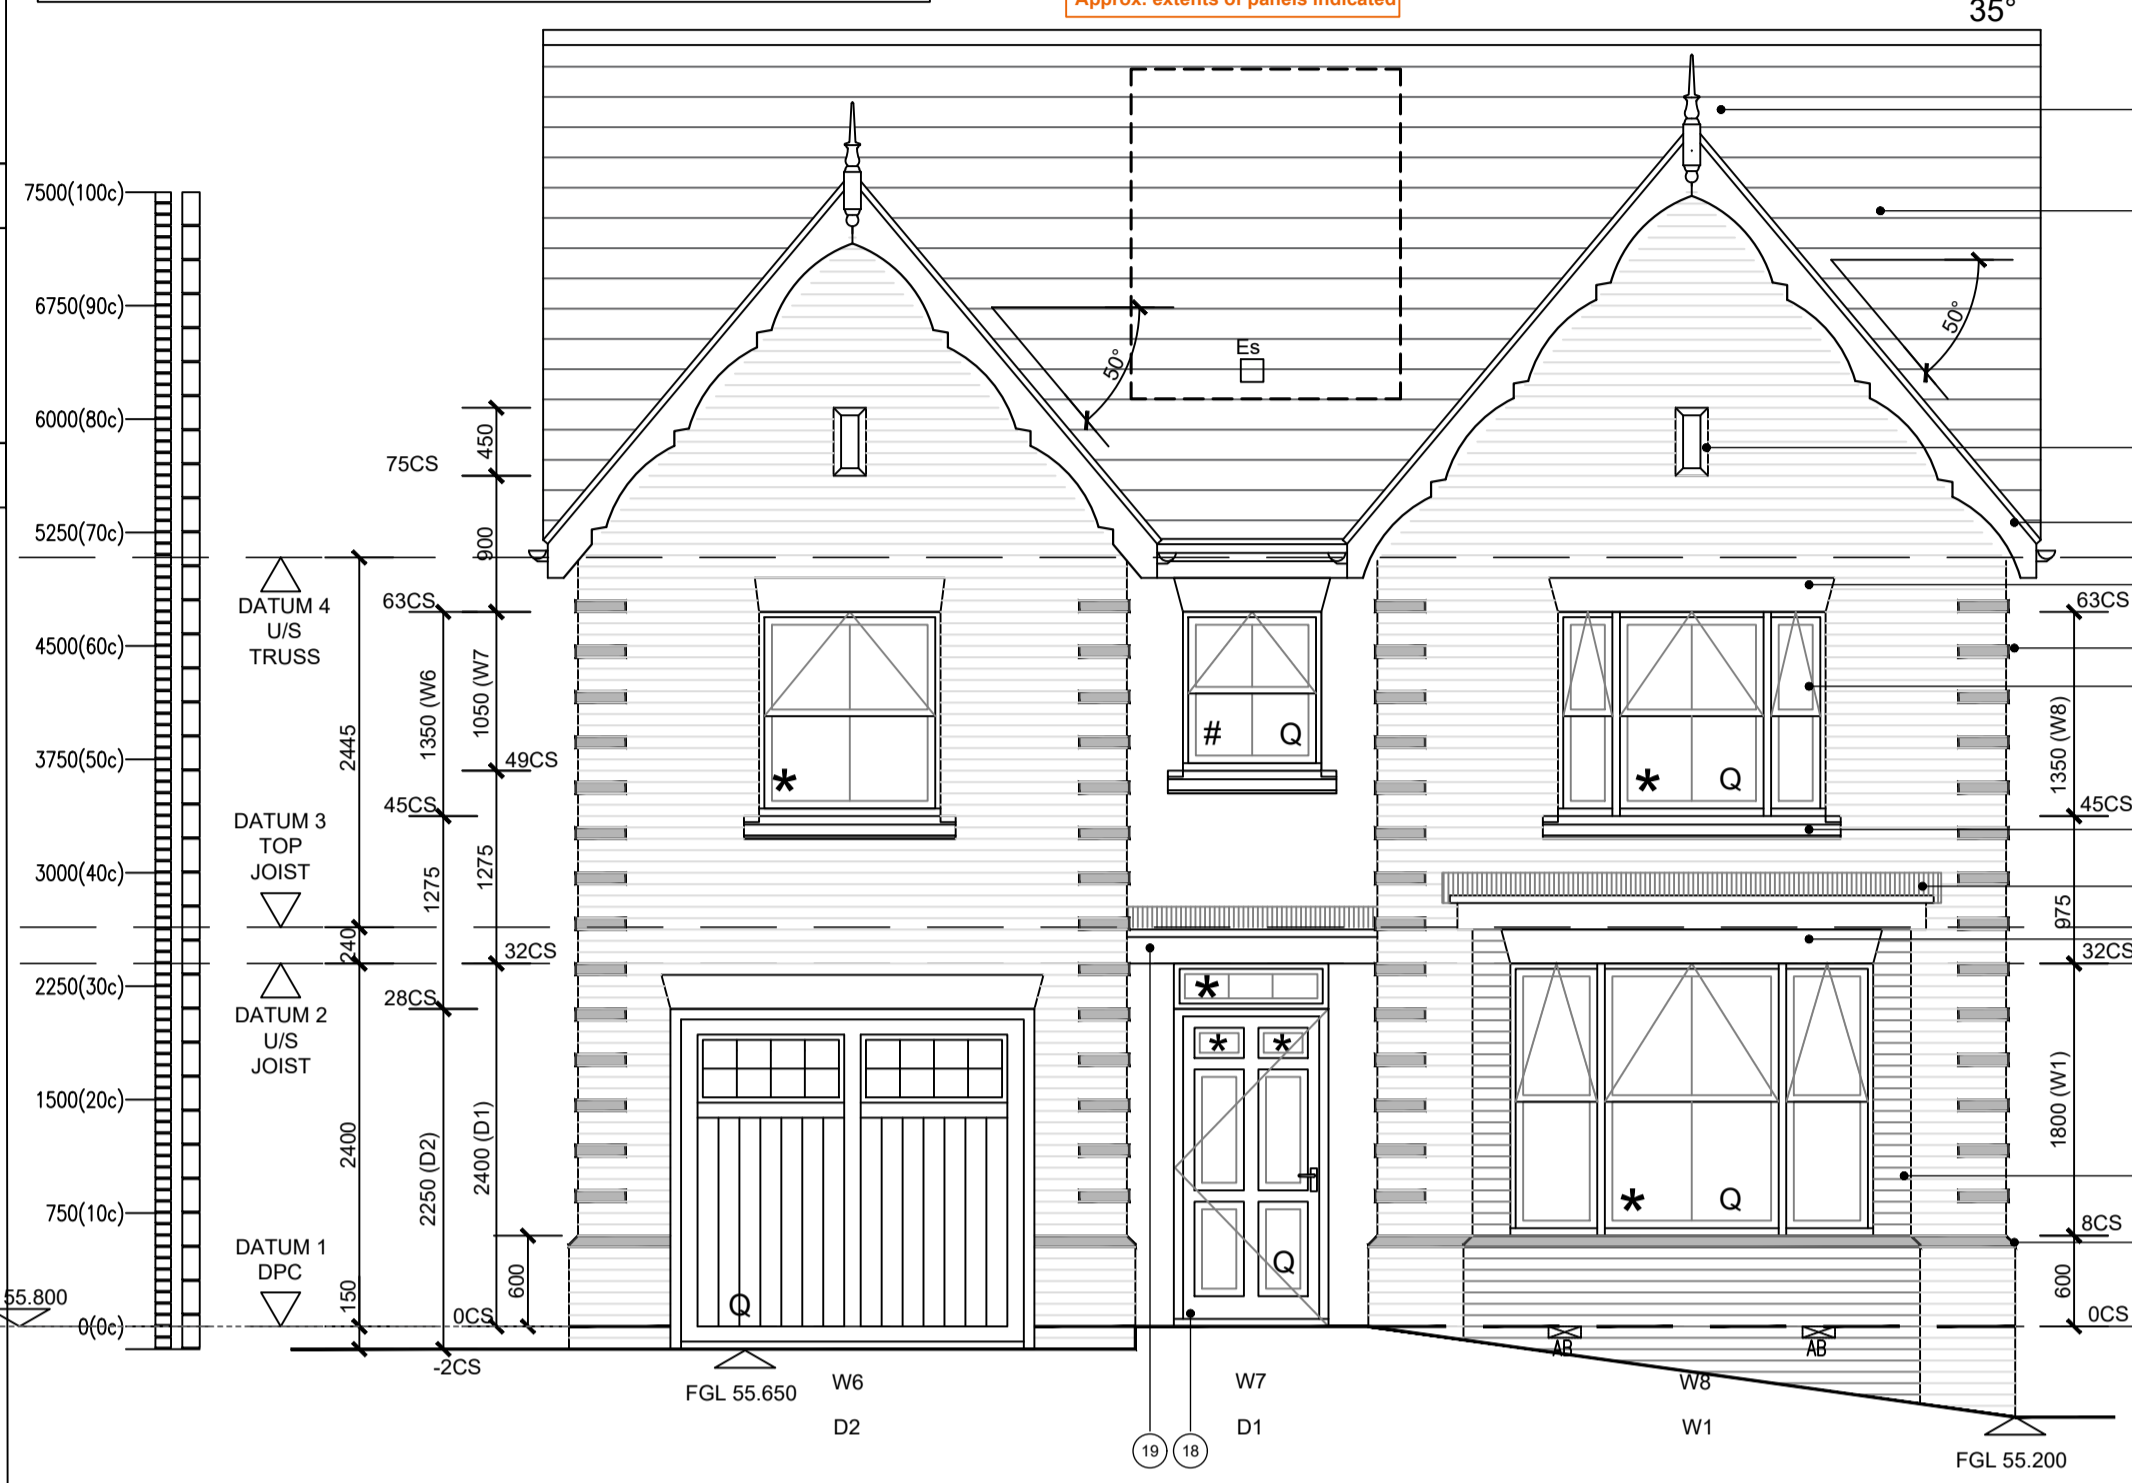 Approx. extents of panels indicated
35°
7500(100c)
6750(90c)
6000(80c)
5250(70c)
4500(60c)
3750(50c)
3000(40c)
2250(30c)
1500(20c)
750(10c)
0(0c)
55.800
DATUM 4
U/S
TRUSS
DATUM 3
TOP
JOIST
DATUM 2
U/S
JOIST
DATUM 1
DPC
2445
240
2400
150
75CS
63CS
45CS
28CS
-2CS
1350 (W6
1275
2250 (D2)
450
900
1050 (W7
49CS
1275
32CS
2400 (D1)
0CS
600
50°
Es
50°
*
# Q
* Q
*
* *
Q
Q
* Q
63CS
1350 (W8)
45CS
975
32CS
1800 (W1)
8CS
600
0CS
AB
AB
FGL 55.650
W6
D2
W7
D1
W8
W1
19
18
FGL 55.200